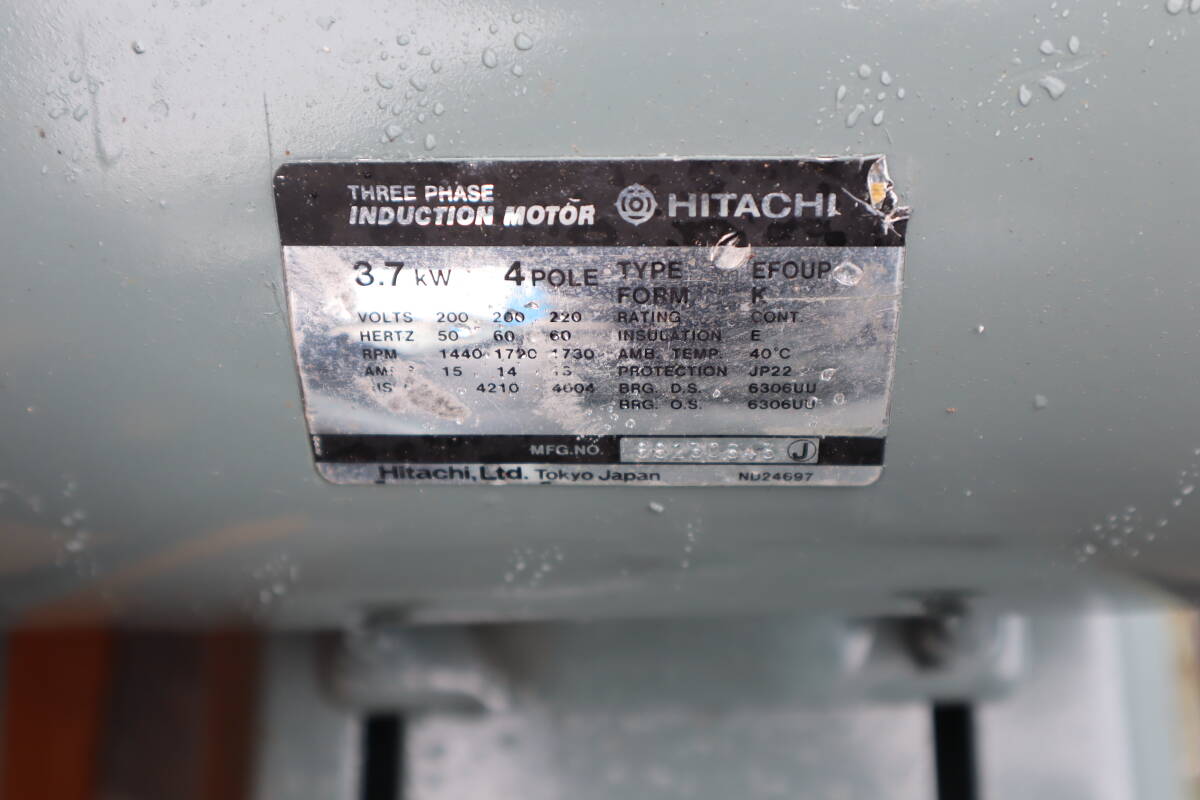 THREE PHASE
INDUCTION MOTOR HITACHI
3.7 kW 4 POLE TYPE EFOUP
FORM K
VOLTS 200 200 220 RATING CONT.
HERTZ 50 60 60 INSULATION E
RPM 1440 1720 1730 AMB. TEMP. 40°C
15 14 PROTECTION JP22
4210 4604 BRG. D.S. 6306UU
BRG. O.S. 6306UU
MFG.NO. J
Hitachi, Ltd. Tokyo Japan ND24697